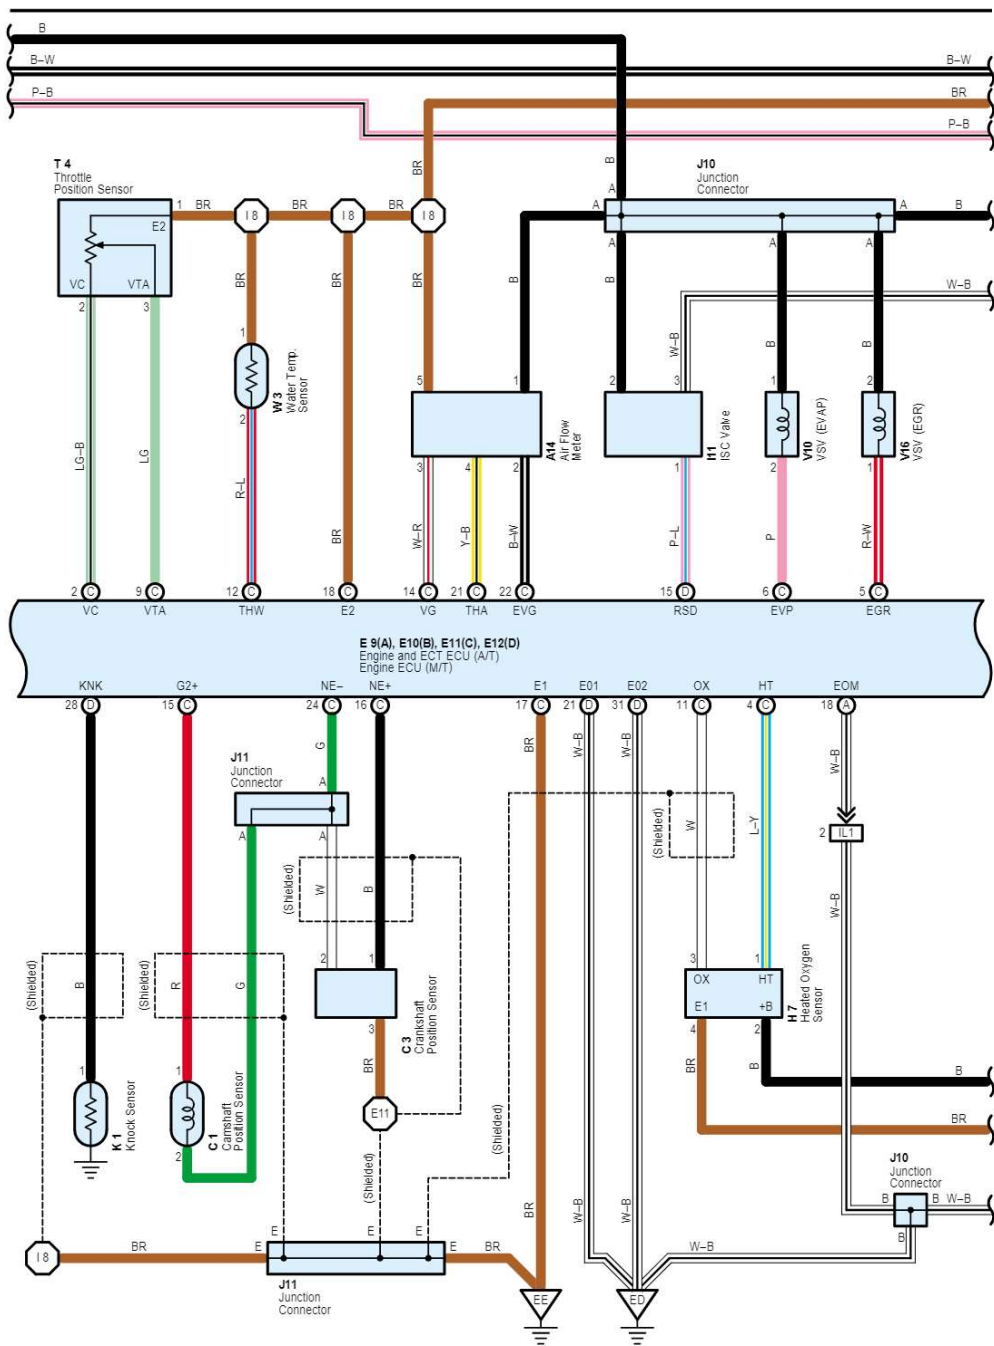 B
B–W B–W
P–B BR
P–B
T 4
Throttle
Position Sensor
BR B
J10
Junction
Connector
A
1 BR I 8 BR I 8 BR I 8 A A B
E2
A A A
VC VTA
2 3
BR BR BR B B W–B
W–B B B
1 5 1 2 3 1 2
W 3
Water Temp.
Sensor
A14
Air Flow
Meter
I11
ISC Valve
V10
VSV (EVAP)
V16
VSV (EGR)
2 3 4 2 1 2 1
LG–B LG R–L BR W–R Y–B B–W P–L P R–W
2 C 9 C 12 C 18 C 14 C 21 C 22 C 15 D 6 C 5 C
VC VTA THW E2 VG THA EVG RSD EVP EGR
E 9(A), E10(B), E11(C), E12(D)
Engine and ECT ECU (A/T)
Engine ECU (M/T)
KNK G2+ NE– NE+ E1 E01 E02 OX HT EOM
28 D 15 C 24 C 16 C 17 C 21 D 31 D 11 C 4 C 18 A
G BR W–B W–B W–B
J11
Junction
Connector
A
A A
(Shielded) W L–Y 2 IL1
(Shielded) W B W–B
2 1 3 1
(Shielded) B (Shielded) R G
OX HT
E1 +B
H 7
Heated Oxygen
Sensor
C 3
Crankshaft
Position Sensor
3 4 2
BR BR B B
1 1
K 1
Knock Sensor
C 1
Camshaft
Position Sensor
2
E11
(Shielded) (Shielded)
BR
J10
Junction
Connector
B B W–B
B
BR W–B W–B
E E E
I 8 BR E E BR W–B
J11
Junction
Connector
EE ED